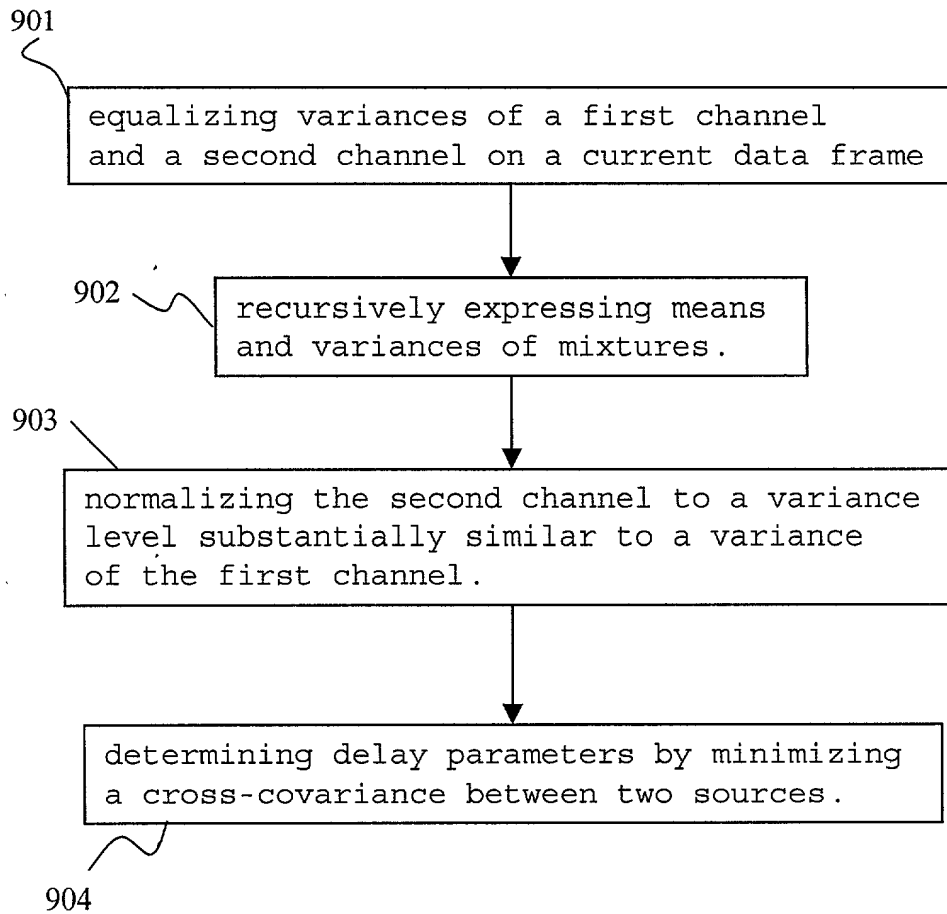 901
equalizing variances of a first channel
and a second channel on a current data frame
902
recursively expressing means
and variances of mixtures.
903
normalizing the second channel to a variance
level substantially similar to a variance
of the first channel.
determining delay parameters by minimizing
a cross-covariance between two sources.
904